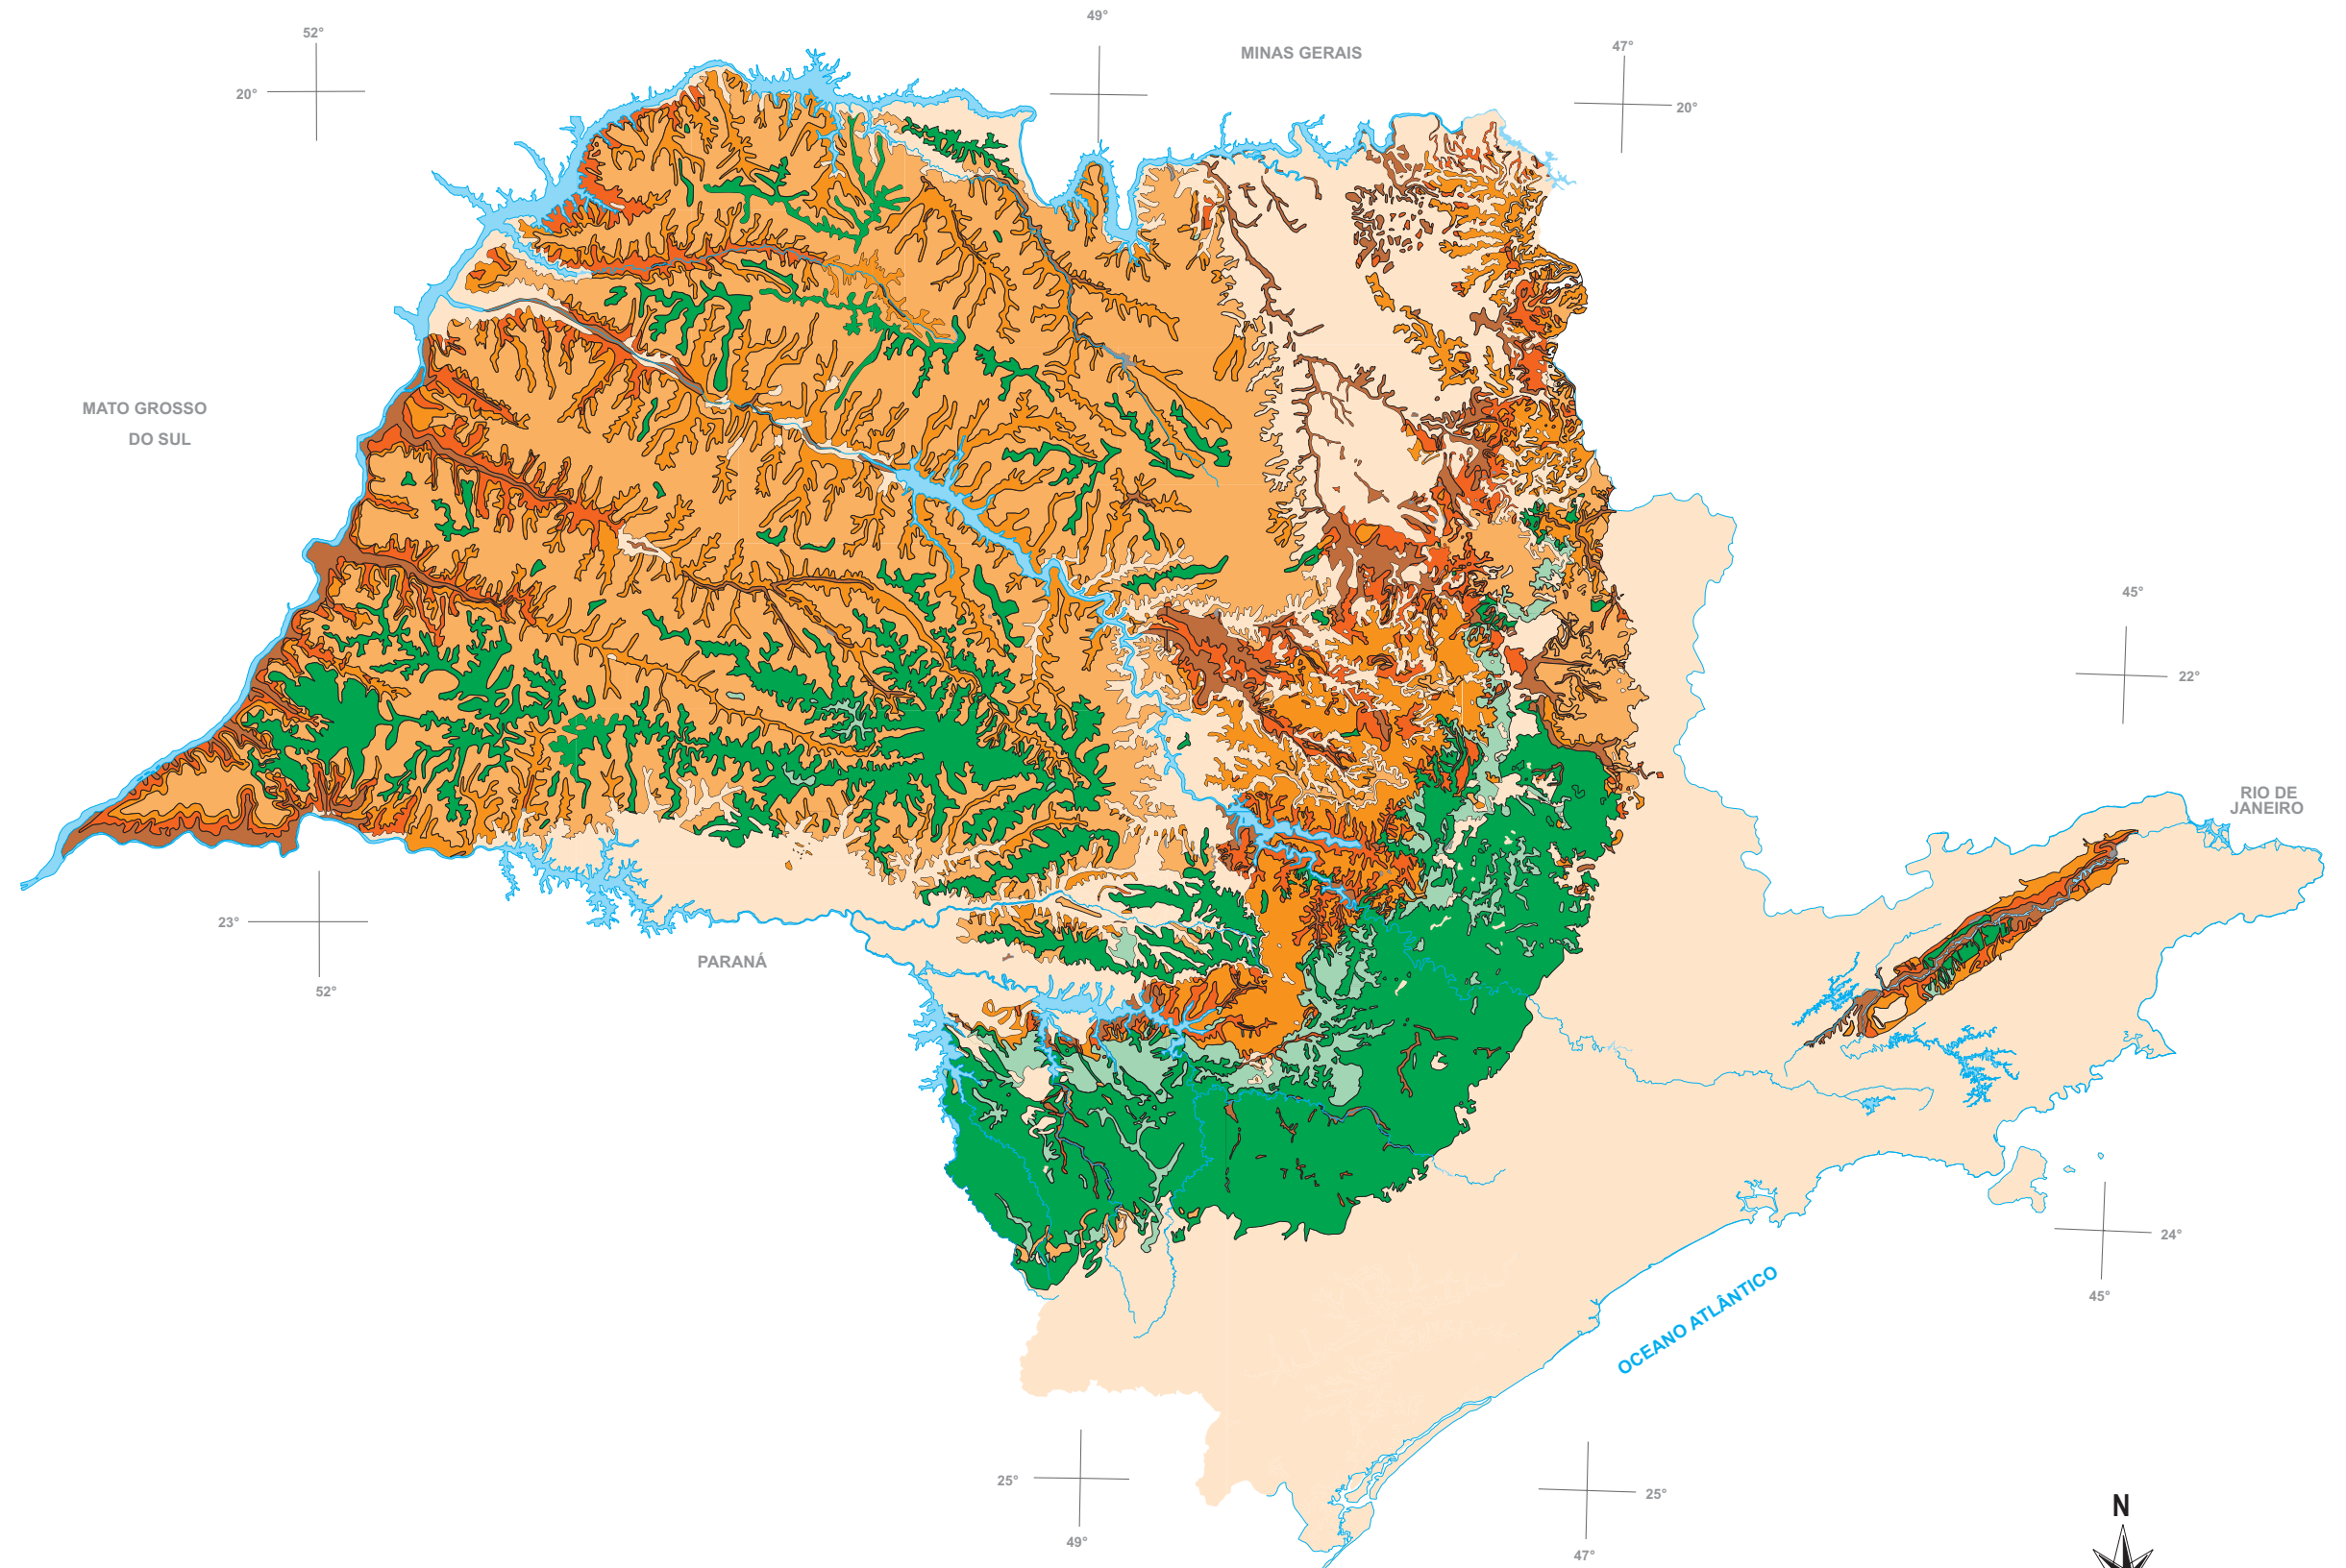 49°
52°
MINAS GERAIS
47°
20°
20°
MATO GROSSO
DO SUL
45°
22°
RIO DE
JANEIRO
23°
PARANÁ
52°
24°
OCEANO ATLÂNTICO
45°
25°
25°
N
49°
47°